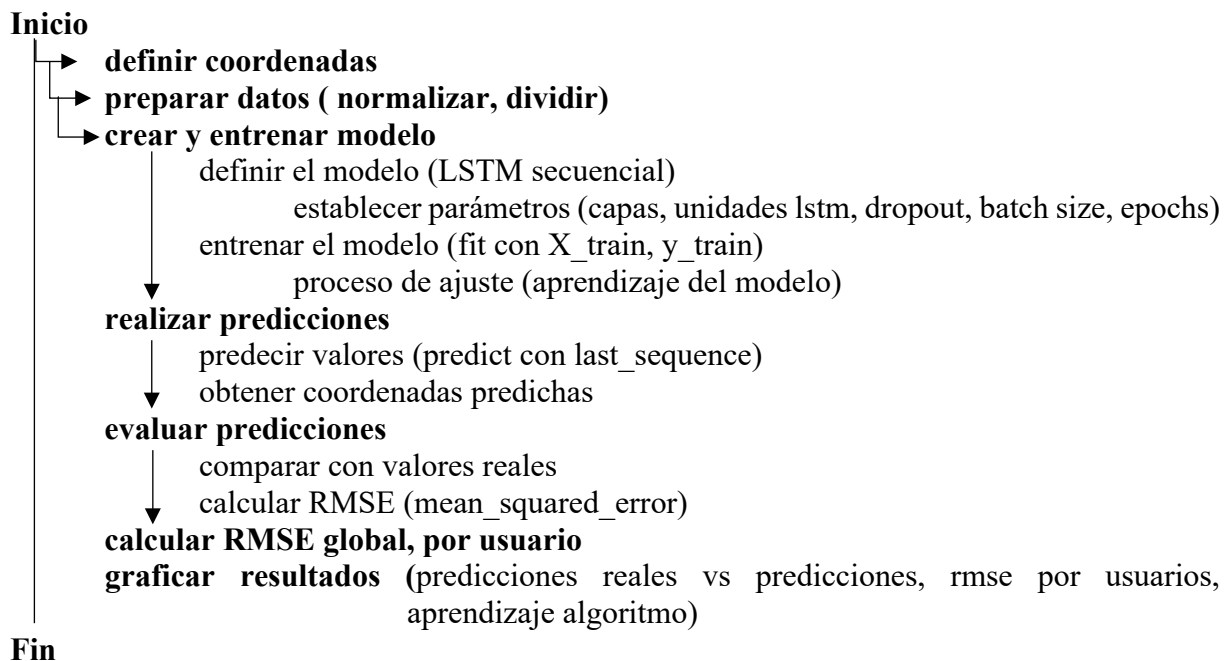 Inicio
definir coordenadas
preparar datos ( normalizar, dividir)
crear y entrenar modelo
definir el modelo (LSTM secuencial)
establecer parámetros (capas, unidades lstm, dropout, batch size, epochs)
entrenar el modelo (fit con X_train, y_train)
proceso de ajuste (aprendizaje del modelo)
realizar predicciones
predecir valores (predict con last_sequence)
obtener coordenadas predichas
evaluar predicciones
comparar con valores reales
calcular RMSE (mean_squared_error)
calcular RMSE global, por usuario
graficar resultados (predicciones reales vs predicciones, rmse por usuarios,
aprendizaje algoritmo)
Fin